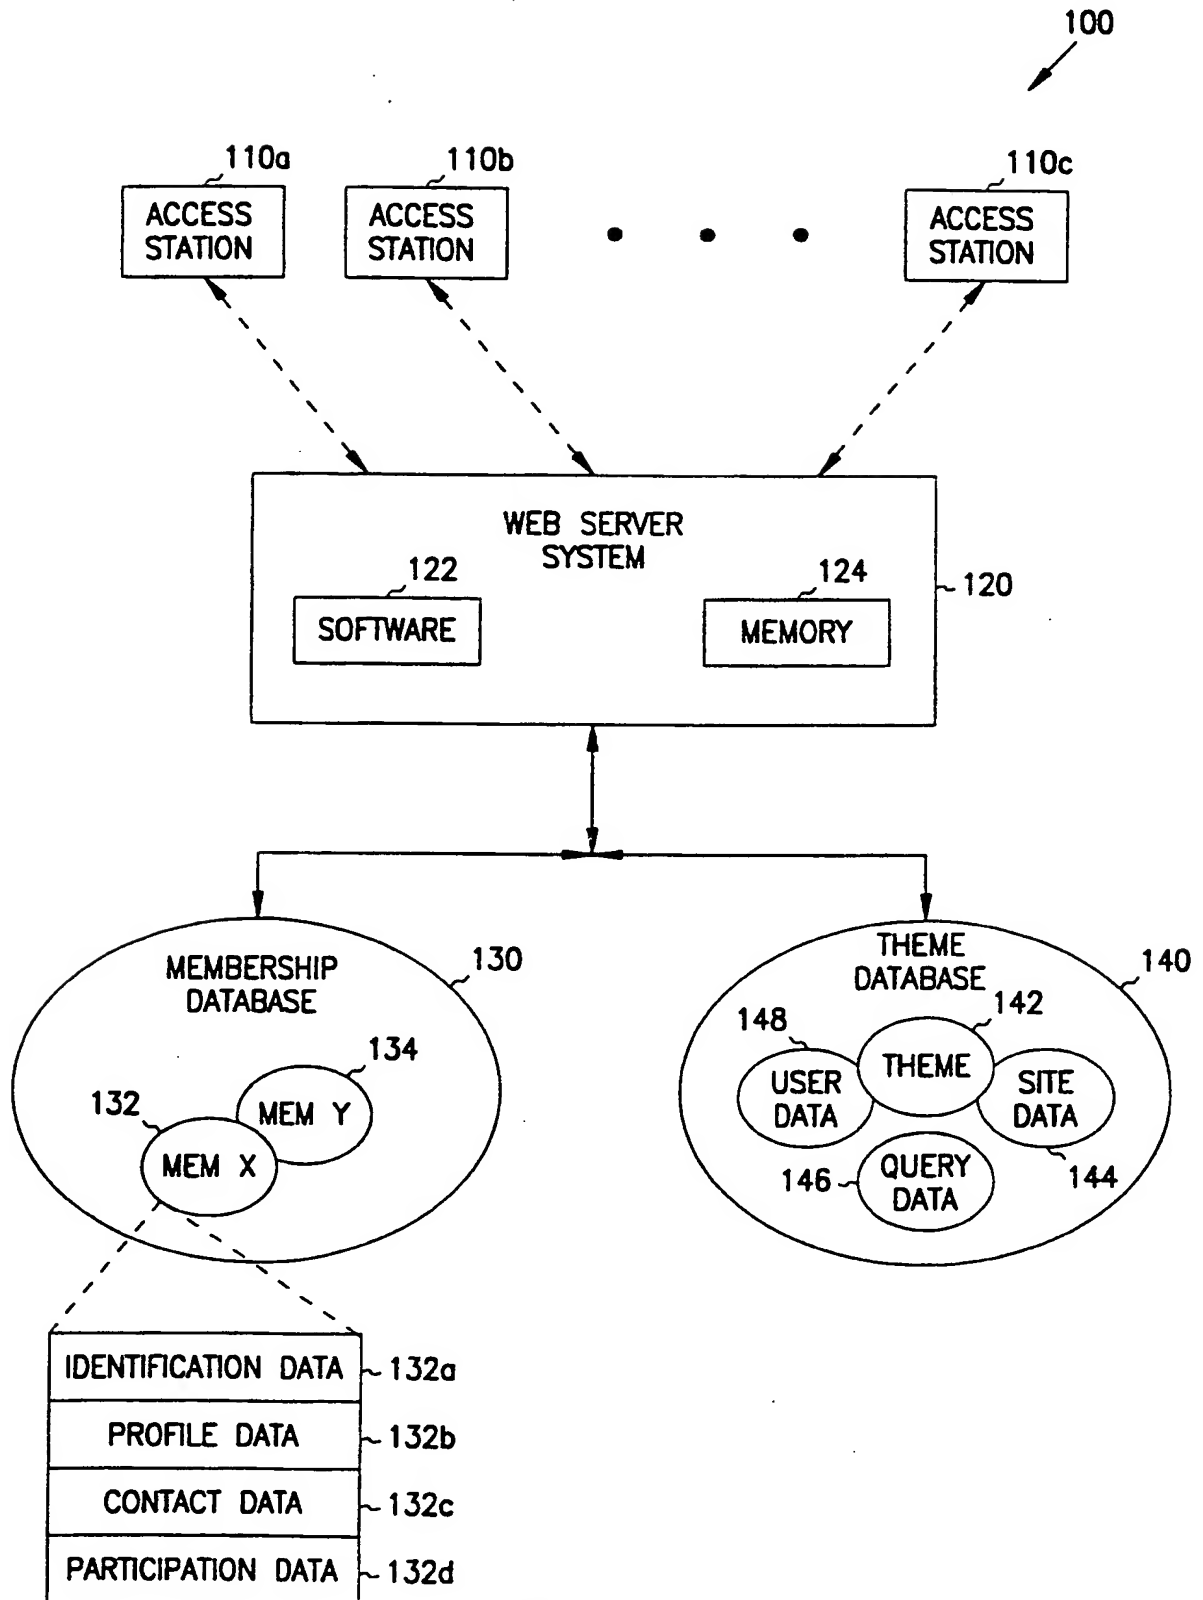 100
110a
110b
110c
ACCESS
STATION
ACCESS
STATION
ACCESS
STATION
WEB SERVER
SYSTEM
122
124
120
SOFTWARE
MEMORY
MEMBERSHIP
DATABASE
130
134
132
MEM Y
MEM X
THEME
DATABASE
140
142
148
THEME
USER
DATA
SITE
DATA
146
QUERY
DATA
144
IDENTIFICATION DATA
132a
PROFILE DATA
132b
CONTACT DATA
132c
PARTICIPATION DATA
132d